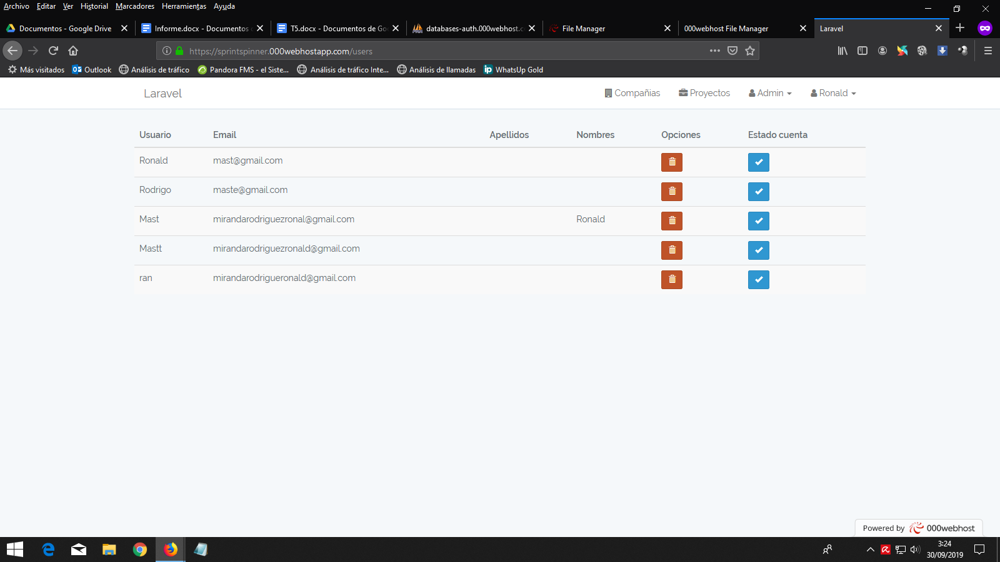 Archivo Editar Ver Historial Marcadores Herramientas Ayuda
Documentos - Google Drive Informe.docx - Documentos T5.docx - Documentos de Go databases-auth.000webhost.c File Manager 000webhost File Manager Laravel
https://sprintspinner.000webhostapp.com/users
Más visitados Outlook Análisis de tráfico Pandora FMS - el Siste... Análisis de tráfico Inte... Análisis de llamadas ip WhatsUp Gold
Laravel Compañias Proyectos Admin Ronald
Usuario Email Apellidos Nombres Opciones Estado cuenta
Ronald mast@gmail.com
Rodrigo maste@gmail.com
Mast mirandarodriguezronal@gmail.com Ronald
Mastt mirandarodriguezronald@gmail.com
ran mirandarodrigueronald@gmail.com
Powered by 000webhost
3:24
30/09/2019